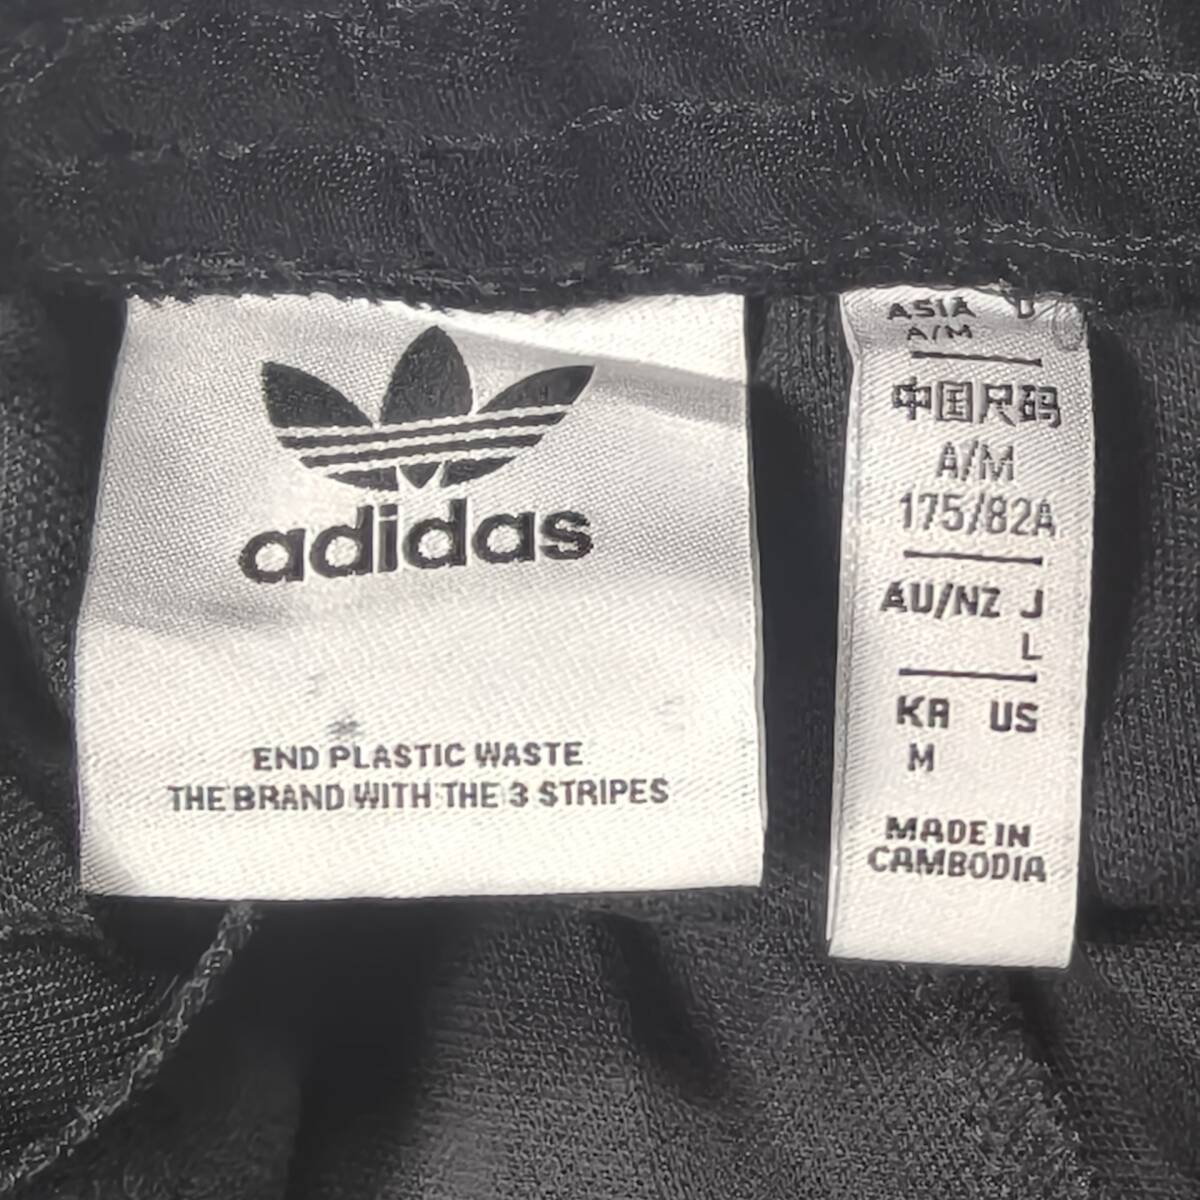 adidas
END PLASTIC WASTE
THE BRAND WITH THE 3 STRIPES
ASIA D
A/M
中国尺码
A/M
175/82A
AU/NZ J
L
KR US
M
MADE IN
CAMBODIA